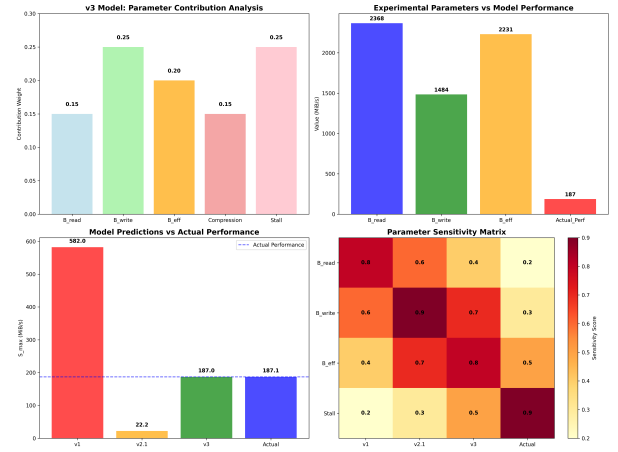 v3 Model: Parameter Contribution Analysis
Contribution Weight
0.30
0.25
0.20
0.15
0.10
0.05
0.00
0.15
0.25
0.20
0.15
0.25
B_read
B_write
B_eff
Compression
Stall
Experimental Parameters vs Model Performance
Value (MiB/s)
2000
1500
1000
500
0
2368
1484
2231
187
B_read
B_write
B_eff
Actual_Perf
Model Predictions vs Actual Performance
S_max (MiB/s)
600
500
400
300
200
100
0
582.0
22.2
187.0
187.1
Actual Performance
v1
v2.1
v3
Actual
Parameter Sensitivity Matrix
B_read
B_write
B_eff
Stall
0.8 0.6 0.4 0.2
0.6 0.9 0.7 0.3
0.4 0.7 0.8 0.5
0.2 0.3 0.5 0.9
v1
v2.1
v3
Actual
0.9
0.8
0.7
0.6
0.5
0.4
0.3
0.2
Sensitivity Score